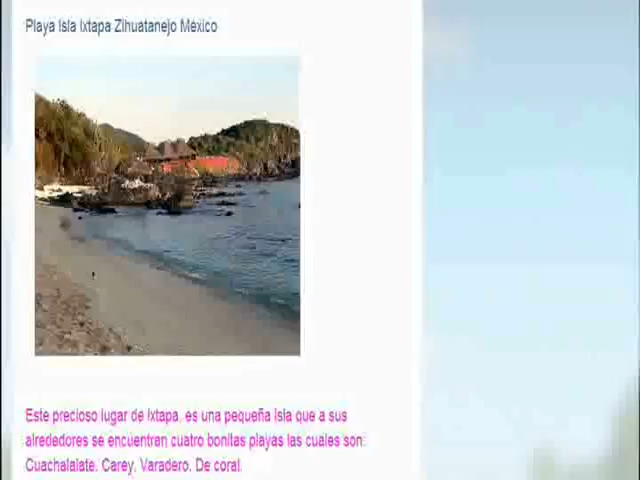 Playa Isla Ixtapa Zihuatanejo México
Este precioso lugar de Ixtapa, es una pequeña isla que a sus
alrededores se encuentran cuatro bonitas playas las cuales son:
Cuachalalate, Carey, Varadero, De coral.